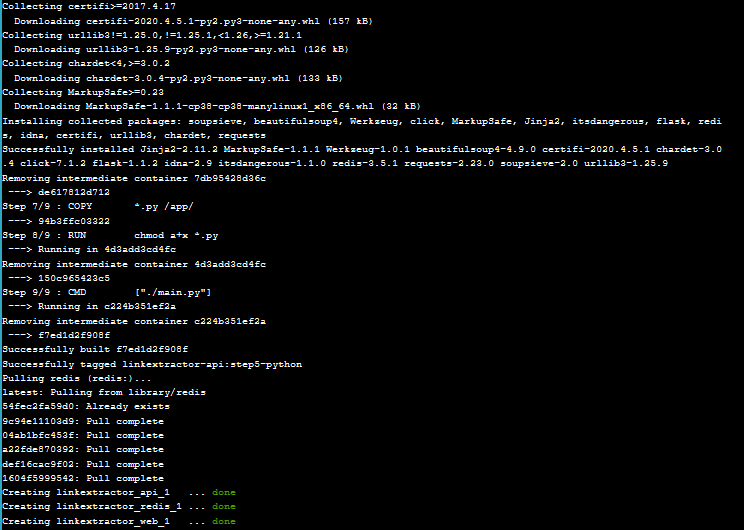 Collecting certifi>=2017.4.17
  Downloading certifi-2020.4.5.1-py2.py3-none-any.whl (157 kB)
Collecting urllib3!=1.25.0,!=1.25.1,<1.26,>=1.21.1
  Downloading urllib3-1.25.9-py2.py3-none-any.whl (126 kB)
Collecting chardet<4,>=3.0.2
  Downloading chardet-3.0.4-py2.py3-none-any.whl (133 kB)
Collecting MarkupSafe>=0.23
  Downloading MarkupSafe-1.1.1-cp38-cp38-manylinux1_x86_64.whl (32 kB)
Installing collected packages: soupsieve, beautifulsoup4, Werkzeug, click, MarkupSafe, Jinja2, itsdangerous, flask, redi
s, idna, certifi, urllib3, chardet, requests
Successfully installed Jinja2-2.11.2 MarkupSafe-1.1.1 Werkzeug-1.0.1 beautifulsoup4-4.9.0 certifi-2020.4.5.1 chardet-3.0
.4 click-7.1.2 flask-1.1.2 idna-2.9 itsdangerous-1.1.0 redis-3.5.1 requests-2.23.0 soupsieve-2.0 urllib3-1.25.9
Removing intermediate container 7db95428d36c
 ---> de617812d712
Step 7/9 : COPY       *.py /app/
 ---> 94b3ffc03322
Step 8/9 : RUN        chmod a+x *.py
 ---> Running in 4d3add3cd4fc
Removing intermediate container 4d3add3cd4fc
 ---> 150c965423c5
Step 9/9 : CMD        ["./main.py"]
 ---> Running in c224b351ef2a
Removing intermediate container c224b351ef2a
 ---> f7ed1d2f908f
Successfully built f7ed1d2f908f
Successfully tagged linkextractor-api:step5-python
Pulling redis (redis:)...
latest: Pulling from library/redis
54fec2fa59d0: Already exists
9c94e11103d9: Pull complete
04ab1bfc453f: Pull complete
a22fde870392: Pull complete
def16cac9f02: Pull complete
1604f5999542: Pull complete
Creating linkextractor_api_1   ... done
Creating linkextractor_redis_1 ... done
Creating linkextractor_web_1   ... done